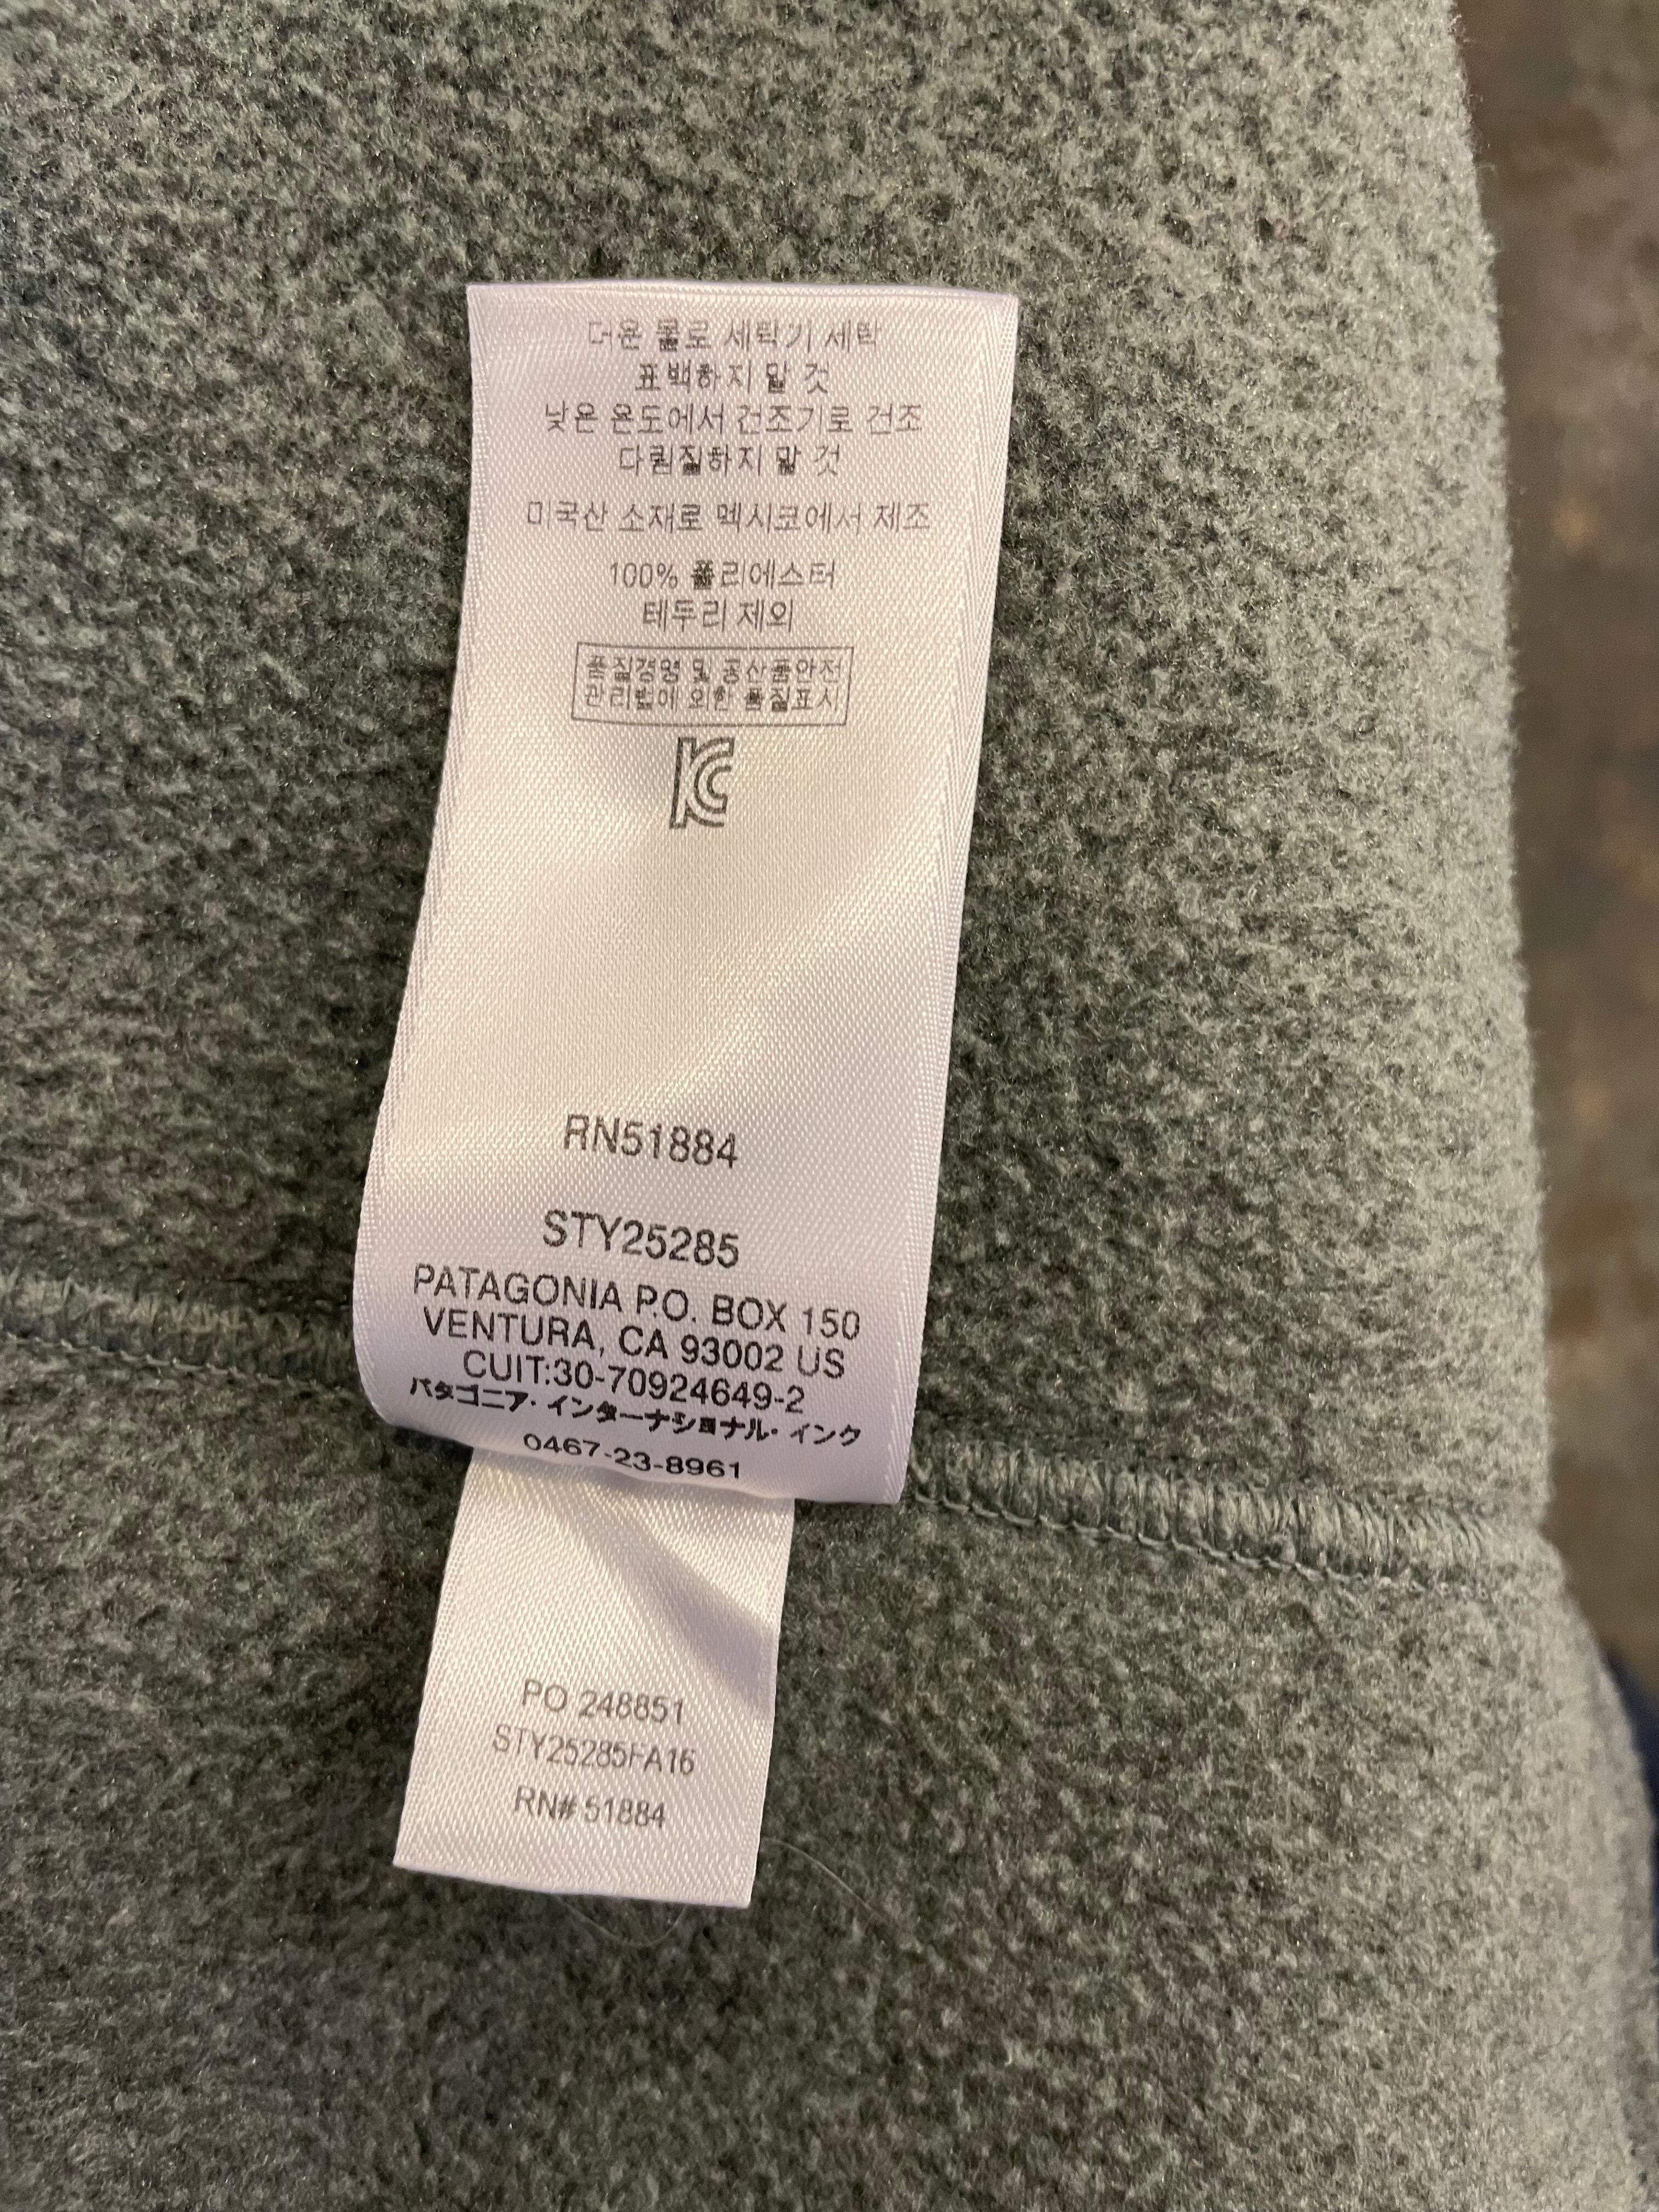 더운 물로 세탁기 세탁
표백하지 말 것
낮은 온도에서 건조기로 건조
다림질하지 말 것
미국산 소재로 멕시코에서 제조
100% 폴리에스터
테두리 제외
품질경영 및 공산품안전
관리법에 의한 품질표시
KC
RN51884
STY25285
PATAGONIA P.O. BOX 150
VENTURA, CA 93002 US
CUIT:30-70924649-2
パタゴニア・インターナショナル・インク
0467-23-8961
PO 248851
STY25285FA16
RN# 51884